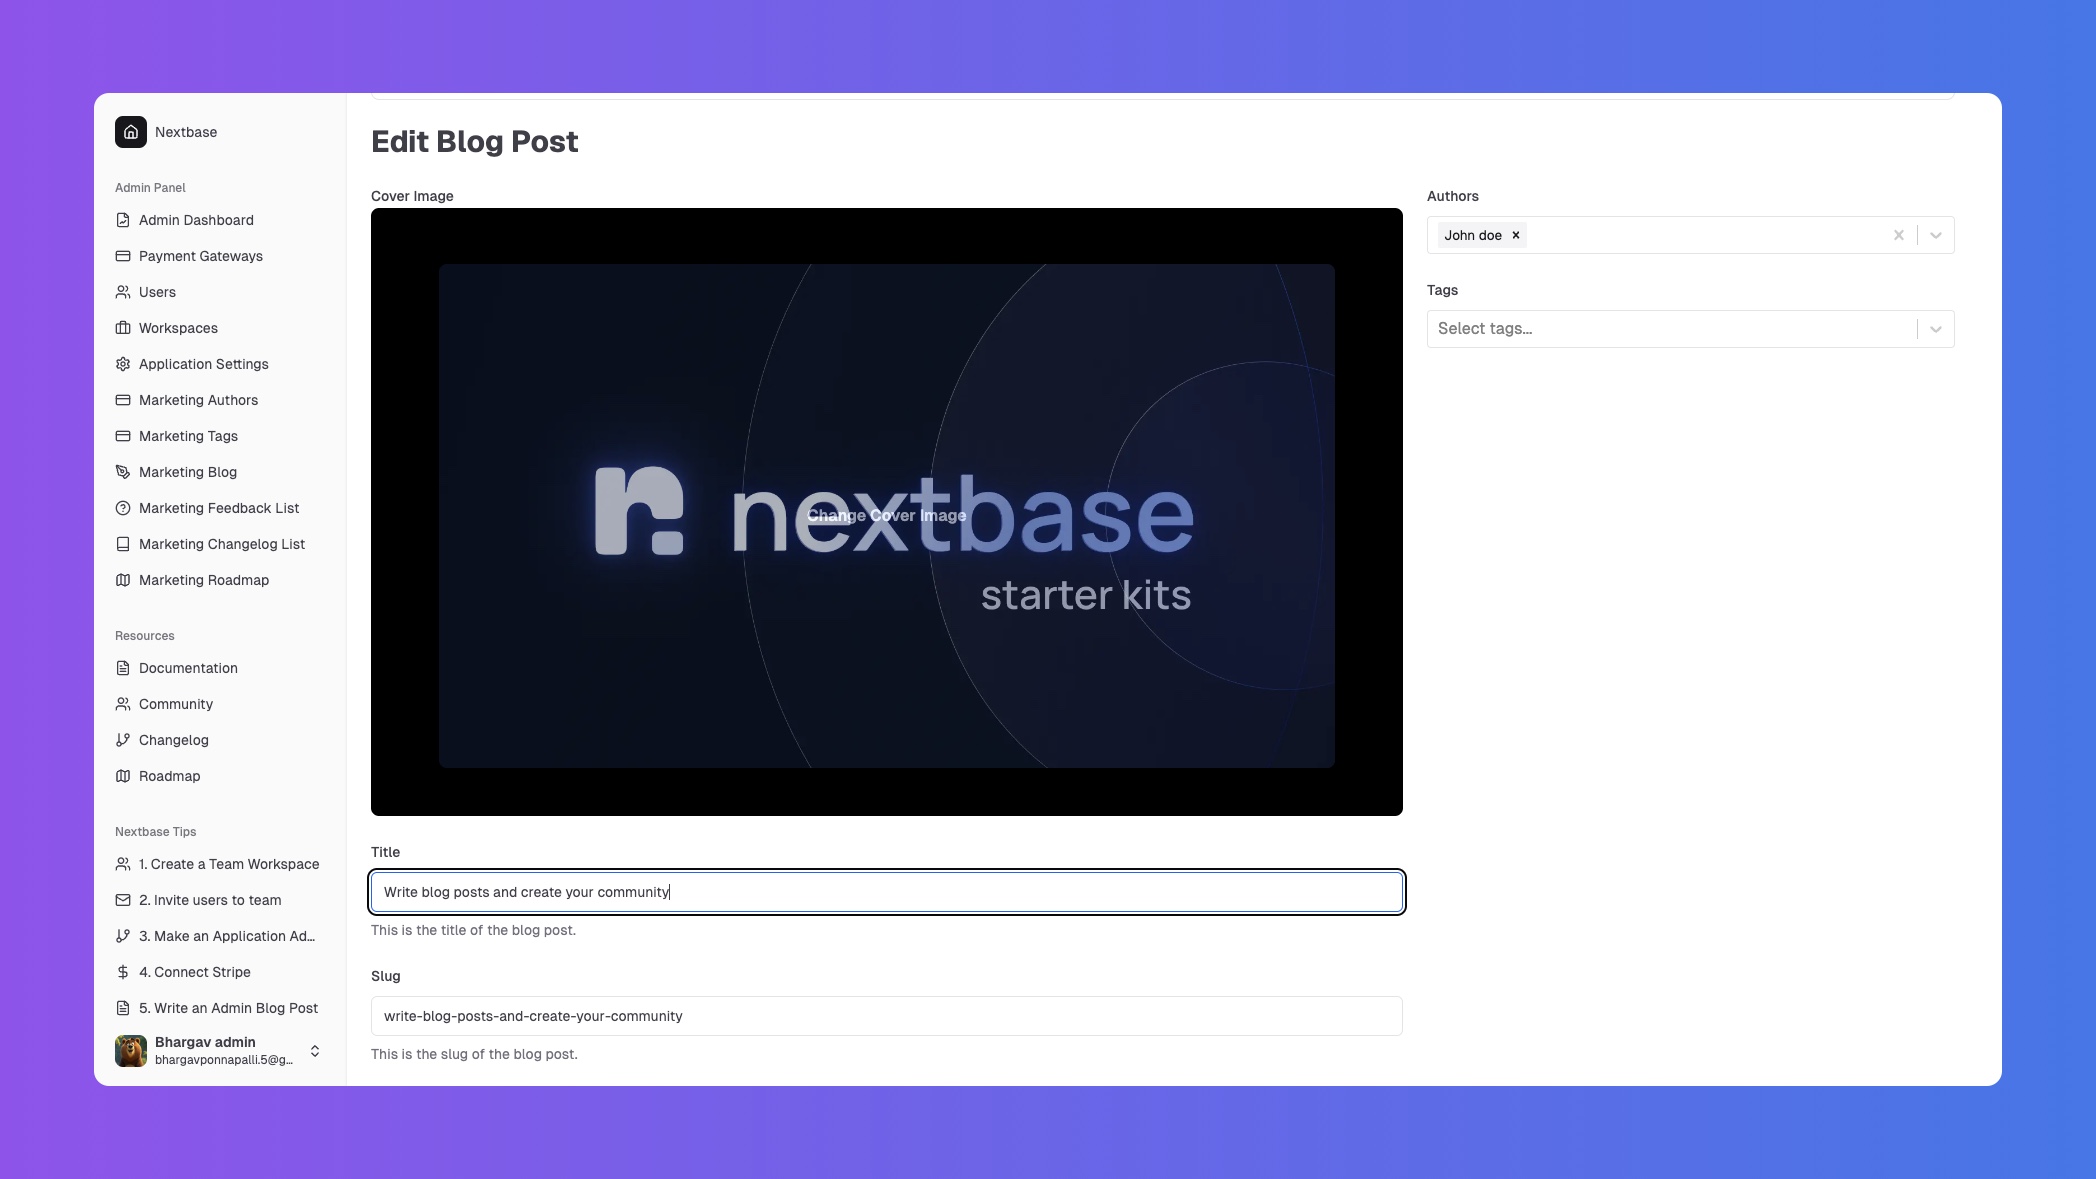 Nextbase
Admin Panel
Admin Dashboard
Payment Gateways
Users
Workspaces
Application Settings
Marketing Authors
Marketing Tags
Marketing Blog
Marketing Feedback List
Marketing Changelog List
Marketing Roadmap
Resources
Documentation
Community
Changelog
Roadmap
Nextbase Tips
1. Create a Team Workspace
2. Invite users to team
3. Make an Application Ad...
4. Connect Stripe
5. Write an Admin Blog Post
Bhargav admin
bhargavponnapalli.5@g...
Edit Blog Post
Cover Image
n. nextbase
Change Cover Image
starter kits
Title
Write blog posts and create your community
This is the title of the blog post.
Slug
write-blog-posts-and-create-your-community
This is the slug of the blog post.
Authors
John doe
Tags
Select tags...